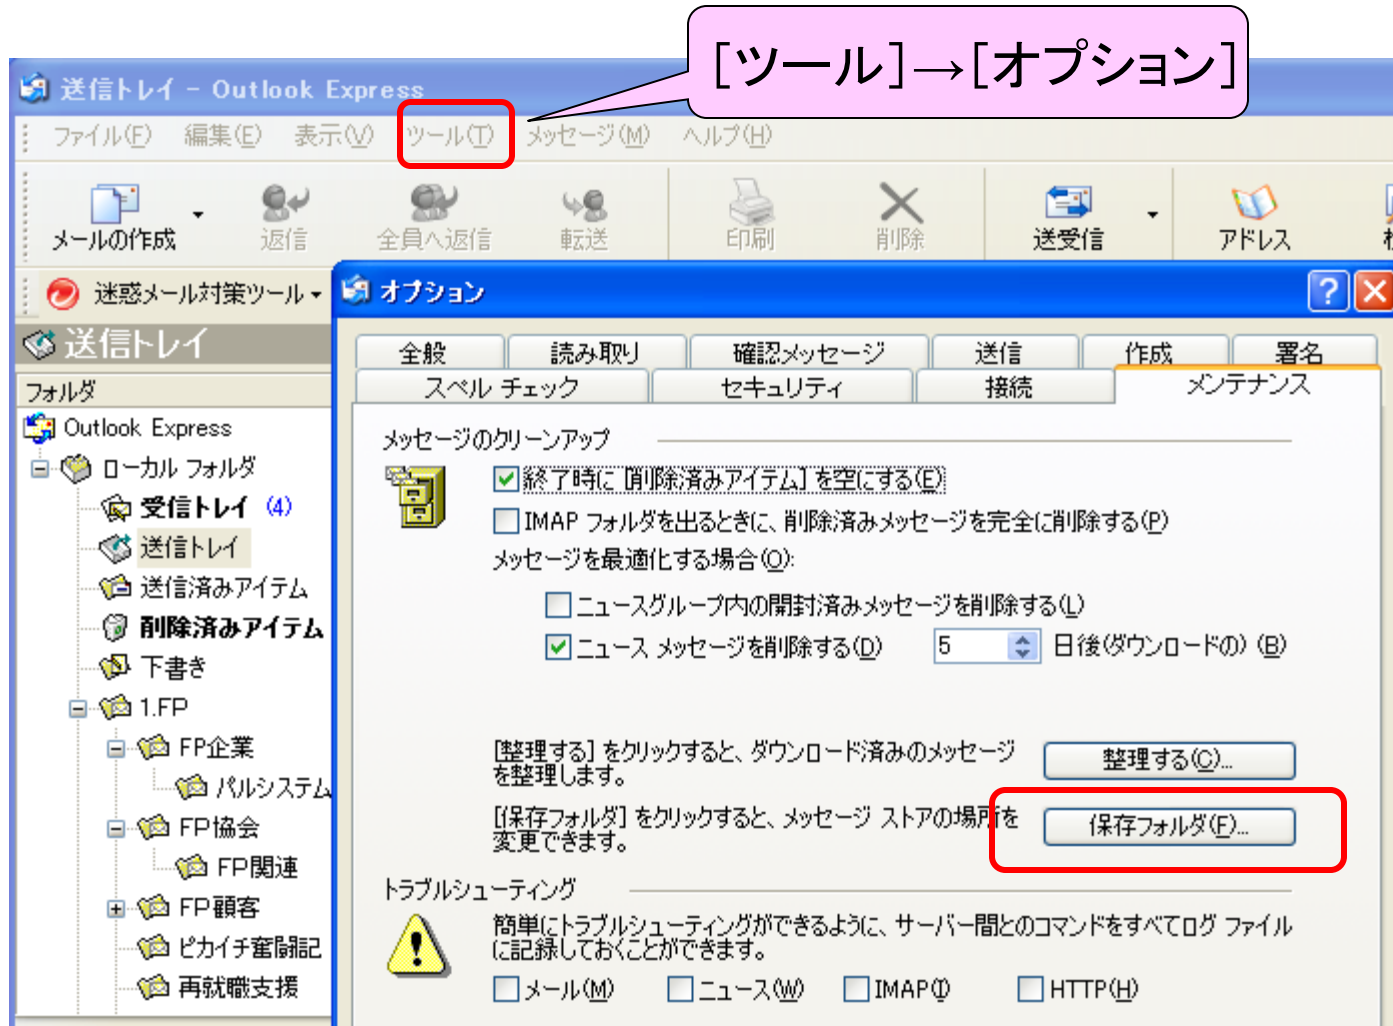 [ツール]→[オプション]
送信トレイ - Outlook Express
ファイル(F) 編集(E) 表示(V) ツール(T) メッセージ(M) ヘルプ(H)
メールの作成 返信 全員へ返信 転送 印刷 削除 送受信 アドレス
迷惑メール対策ツール
オプション
送信トレイ
全般 読み取り 確認メッセージ 送信 作成 署名
スペル チェック セキュリティ 接続 メンテナンス
フォルダ
Outlook Express
ローカル フォルダ
受信トレイ (4)
送信トレイ
送信済みアイテム
削除済みアイテム
下書き
1.FP
FP企業
パルシステム
FP協会
FP関連
FP顧客
ピカイチ奮闘記
再就職支援
メッセージのクリーンアップ
終了時に [削除済みアイテム] を空にする(E)
IMAP フォルダを出るときに、削除済みメッセージを完全に削除する(P)
メッセージを最適化する場合(O):
ニュースグループ内の開封済みメッセージを削除する(L)
ニュース メッセージを削除する(D) 5 日後(ダウンロードの) (B)
[整理する] をクリックすると、ダウンロード済みのメッセージ
を整理します。
整理する(C)...
[保存フォルダ] をクリックすると、メッセージ ストアの場所を
変更できます。
保存フォルダ(F)...
トラブルシューティング
簡単にトラブルシューティングができるように、サーバー間とのコマンドをすべてログ ファイル
に記録しておくことができます。
メール(M) ニュース(W) IMAP(I) HTTP(H)